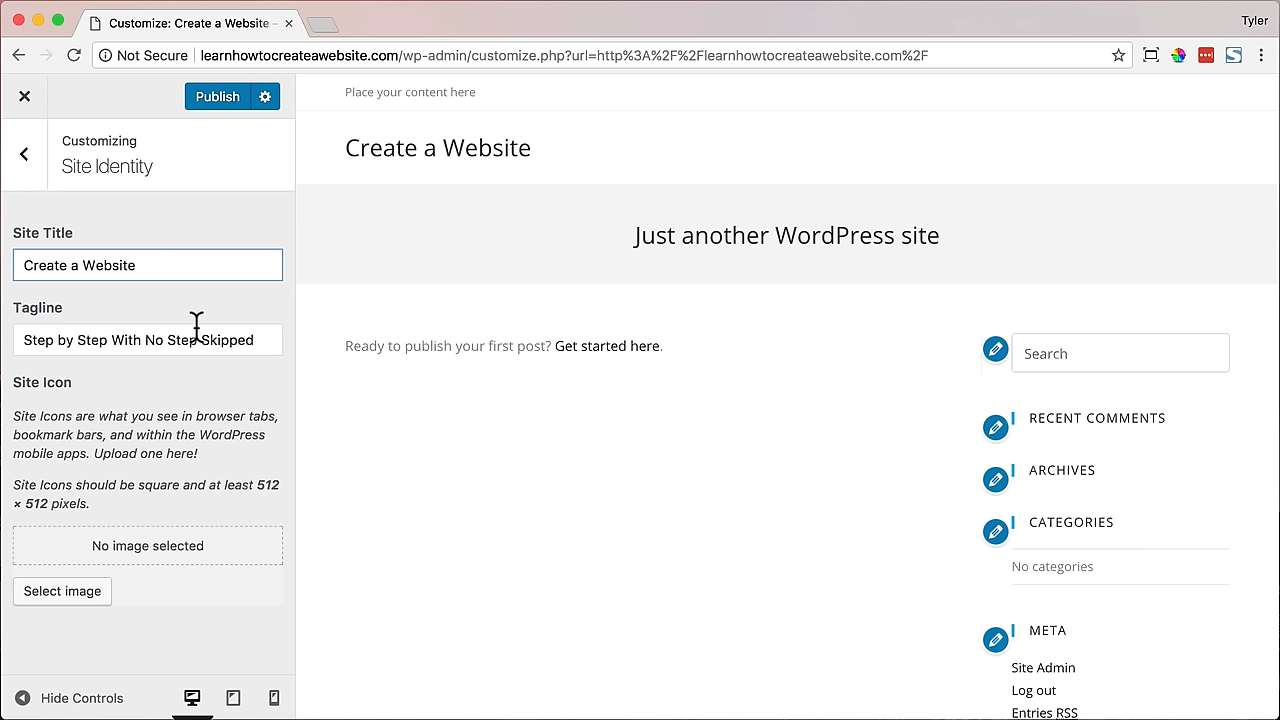 Customize: Create a Website –
Tyler
Not Secure
learnhowtocreateawebsite.com/wp-admin/customize.php?url=http%3A%2F%2Flearnhowtocreateawebsite.com%2F
Publish
Customizing
Site Identity
Site Title
Create a Website
Tagline
Step by Step With No Step Skipped
Site Icon
Site Icons are what you see in browser tabs,
bookmark bars, and within the WordPress
mobile apps. Upload one here!
Site Icons should be square and at least 512
× 512 pixels.
No image selected
Select image
Hide Controls
Place your content here
Create a Website
Just another WordPress site
Ready to publish your first post? Get started here.
Search
RECENT COMMENTS
ARCHIVES
CATEGORIES
No categories
META
Site Admin
Log out
Entries RSS